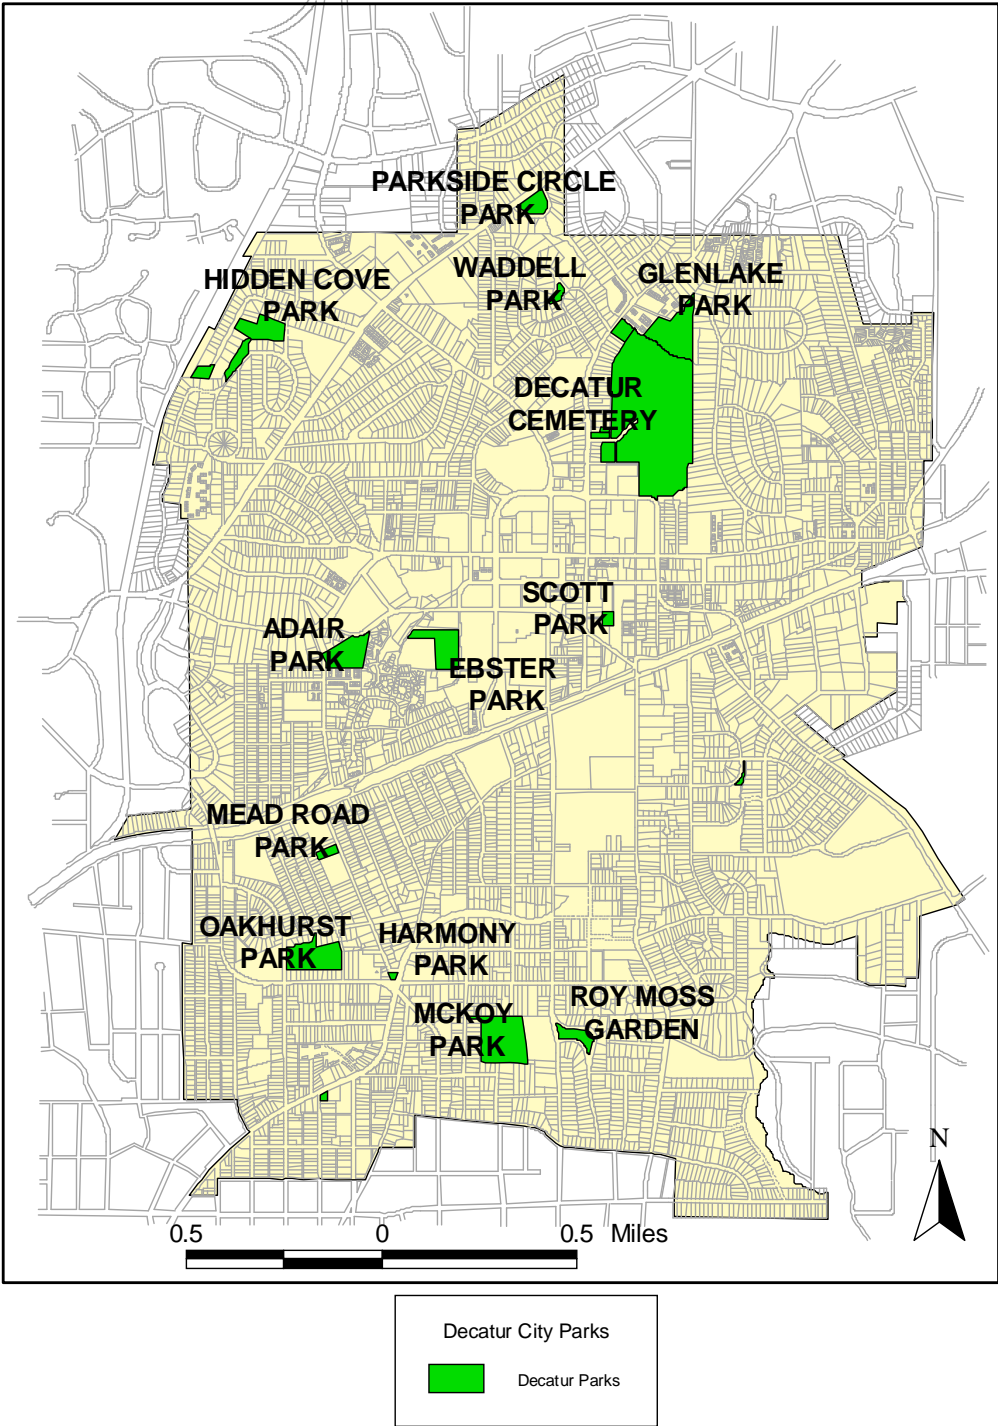 PARKSIDE CIRCLE
PARK
HIDDEN COVE
PARK
WADDELL
PARK
GLENLAKE
PARK
DECATUR
CEMETERY
SCOTT
PARK
ADAIR
PARK
EBSTER
PARK
MEAD ROAD
PARK
OAKHURST
PARK
HARMONY
PARK
MCKOY
PARK
ROY MOSS
GARDEN
N
0.5 0 0.5 Miles
Decatur City Parks
Decatur Parks